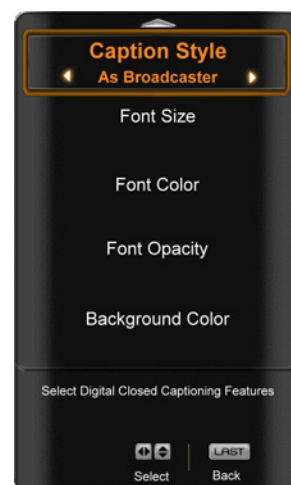 Caption Style
As Broadcaster
Font Size
Font Color
Font Opacity
Background Color
Select Digital Closed Captioning Features
LAST
Select Back